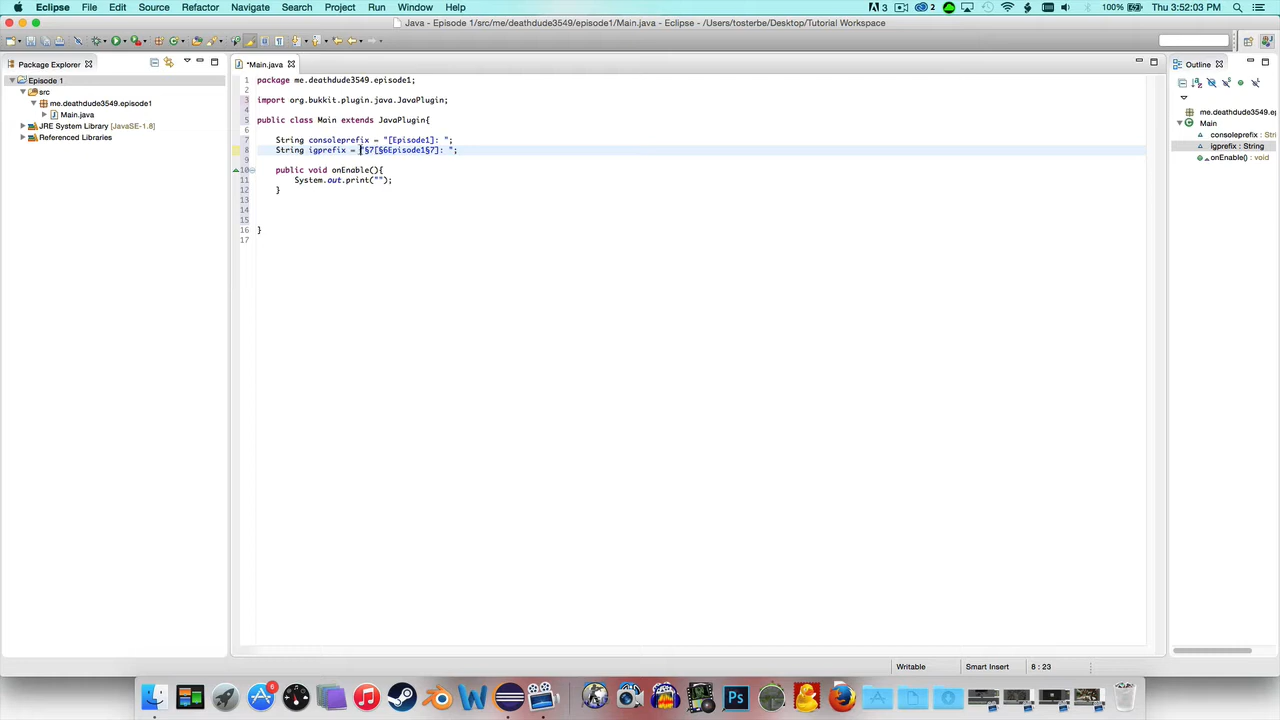 Eclipse File Edit Source Refactor Navigate Search Project Run Window Help 3 2 100% Thu 3:52:03 PM
Java - Episode 1/src/me/deathdude3549/episode1/Main.java - Eclipse - /Users/tosterbe/Desktop/Tutorial Workspace
Package Explorer
*Main.java
Outline
Episode 1
src
me.deathdude3549.episode1
Main.java
JRE System Library [JavaSE-1.8]
Referenced Libraries
1 package me.deathdude3549.episode1;
2
3 import org.bukkit.plugin.java.JavaPlugin;
4
5 public class Main extends JavaPlugin{
6
7 String consoleprefix = "[Episode1]: ";
8 String igprefix = "§7[§6Episode1§7]: ";
9
10 public void onEnable(){
11 System.out.print("");
12 }
13
14
15
16 }
17
me.deathdude3549.e
Main
consoleprefix : Stri
igprefix : String
onEnable() : void
Writable Smart Insert 8 : 23
6